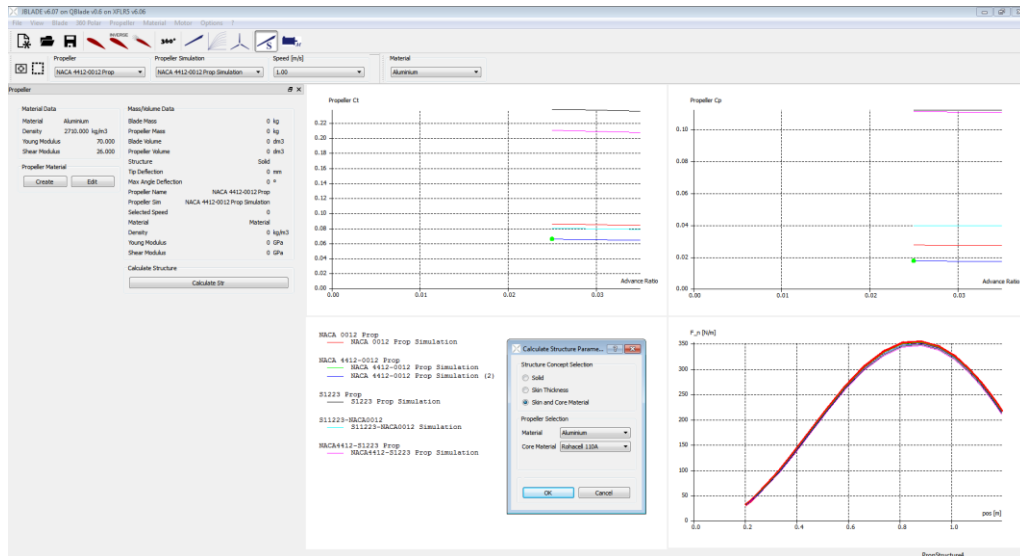 JBLADE v6.07 on QBlade v0.6 on XFLR5 v6.06
File View Blade 360 Polar Propeller Material Motor Options ?
REVERSE
360°
S
Propeller Propeller Simulation Speed [m/s] Material
NACA 4412-0012 Prop NACA 4412-0012 Prop Simulation 1.00 Aluminium
Propeller
Material Data Mass/Volume Data
Material Aluminium Blade Mass 0 kg
Density 2710.000 kg/m3 Propeller Mass 0 kg
Young Modulus 70.000 Blade Volume 0 dm3
Shear Modulus 26.000 Propeller Volume 0 dm3
Structure Solid
Propeller Material Tip Deflection 0 mm
Create Edit Max Angle Deflection 0 º
Propeller Name NACA 4412-0012 Prop
Propeller Sim NACA 4412-0012 Prop Simulation
Selected Speed 0
Material Material
Density 0 kg/m3
Young Modulus 0 GPa
Shear Modulus 0 GPa
Calculate Structure
Calculate Str
Propeller Ct
0.22
0.20
0.18
0.16
0.14
0.12
0.10
0.08
0.06
0.04
0.02
0.00
Advance Ratio
0.00 0.01 0.02 0.03
Propeller Cp
0.10
0.08
0.06
0.04
0.02
0.00
Advance Ratio
0.00 0.01 0.02 0.03
NACA 0012 Prop
NACA 0012 Prop Simulation
NACA 4412-0012 Prop
NACA 4412-0012 Prop Simulation
NACA 4412-0012 Prop Simulation (2)
S1223 Prop
S1223 Prop Simulation
S11223-NACA0012
S1223-NACA0012 Simulation
NACA4412-S1223 Prop
NACA4412-S1223 Prop Simulation
Calculate Structure Parame...
Structure Concept Selection
Solid
Skin Thickness
Skin and Core Material
Propeller Selection
Material Aluminium
Core Material Rohacell 110A
OK Cancel
F_n [N/m]
350
300
250
200
150
100
50
0
pos [m]
0.0 0.2 0.4 0.6 0.8 1.0